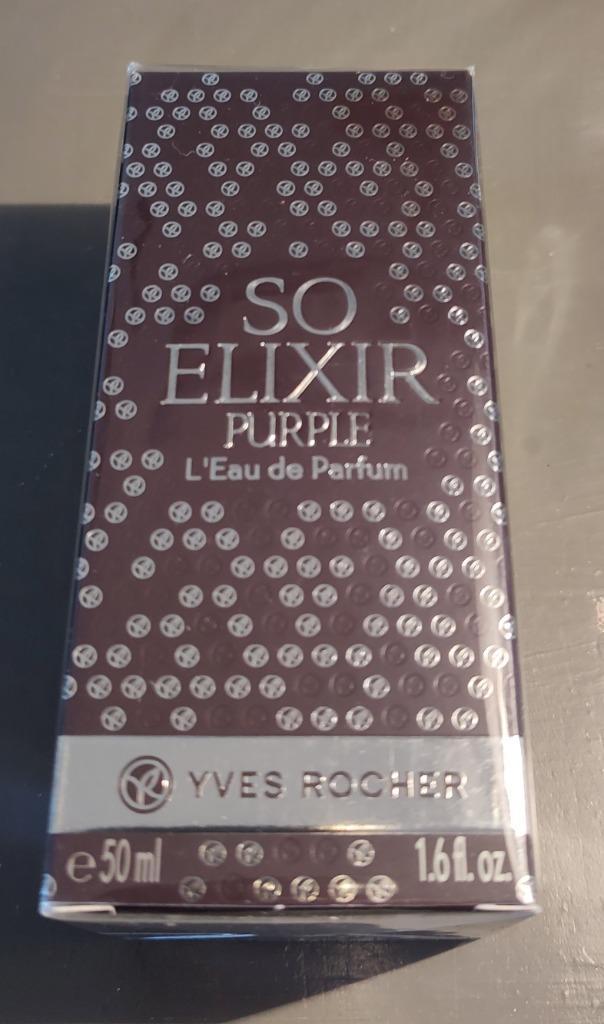 SO
ELIXIR
PURPLE
L'Eau de Parfum
YVES ROCHER
e 50 ml
1.6 fl. oz.